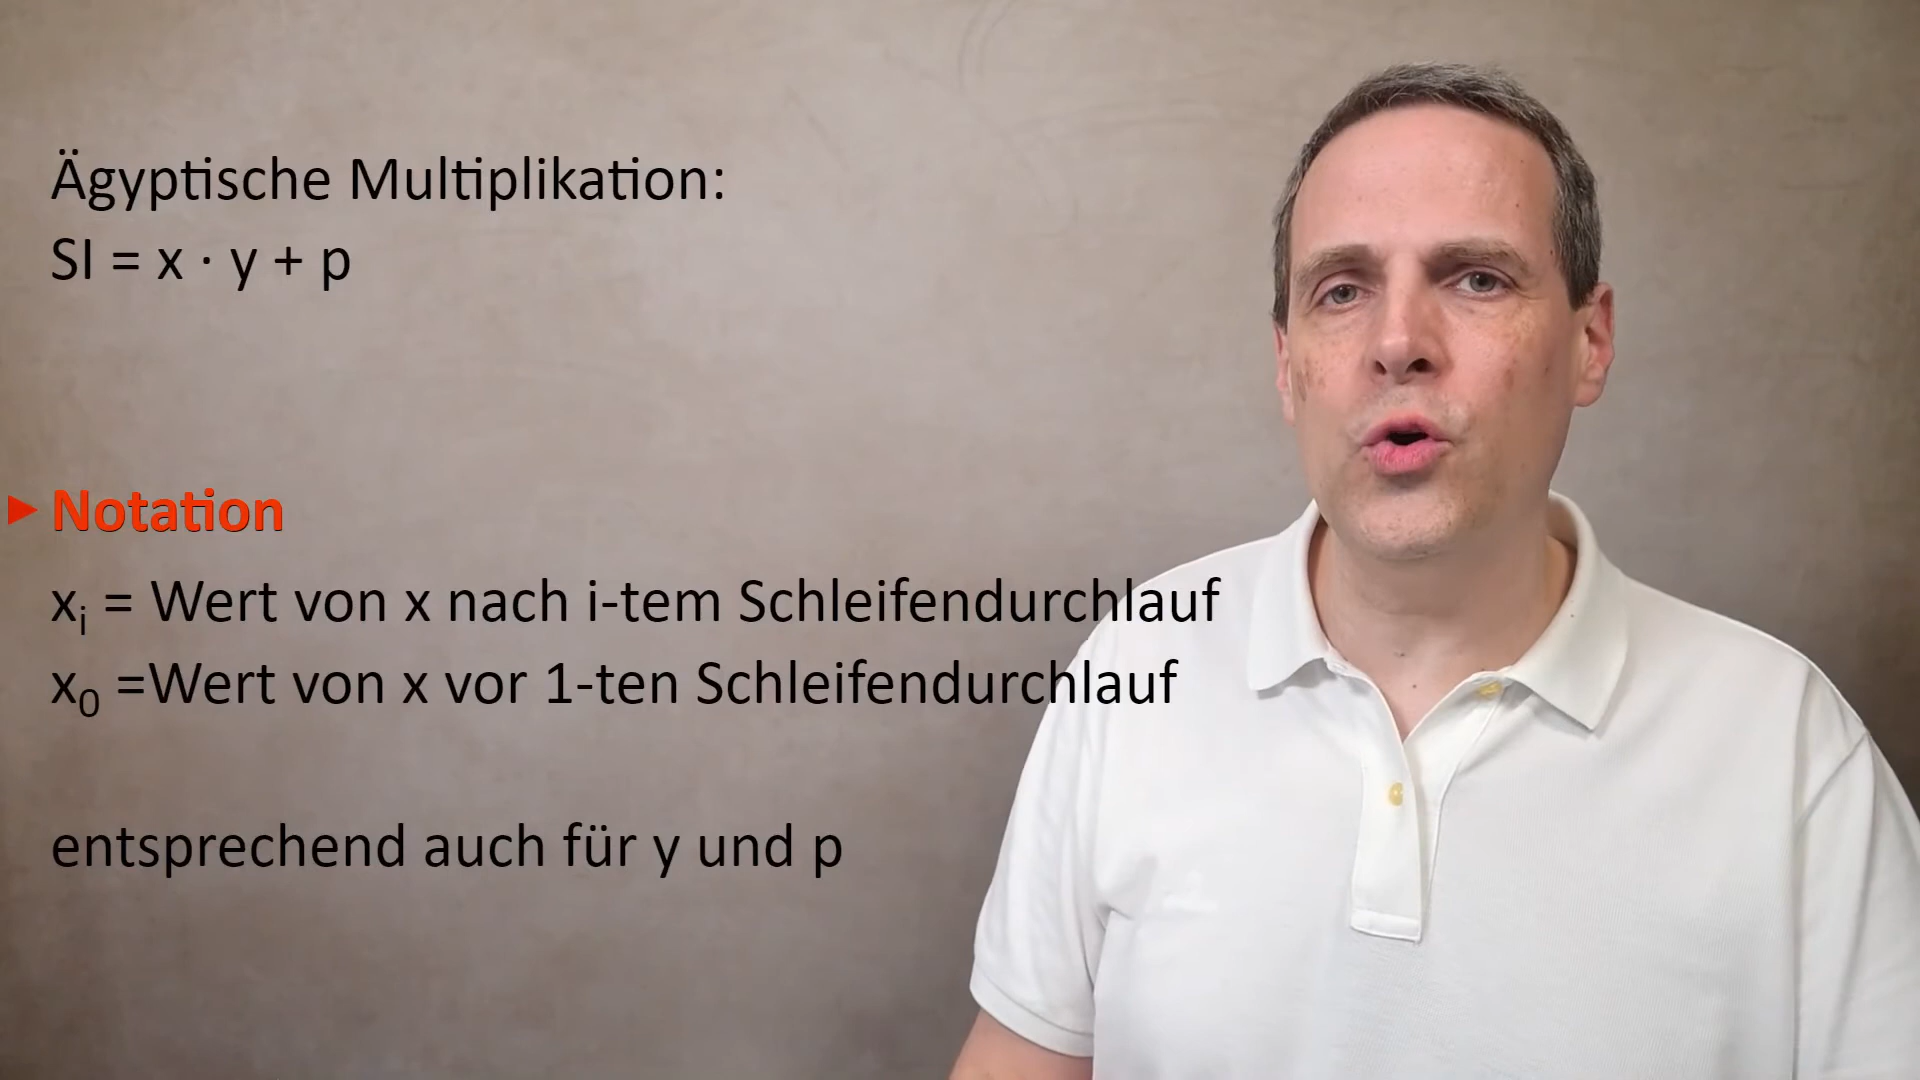 Ägyptische Multiplikation:
SI = x · y + p
▶ Notation
xᵢ = Wert von x nach i-tem Schleifendurchlauf
x₀ =Wert von x vor 1-ten Schleifendurchlauf
entsprechend auch für y und p